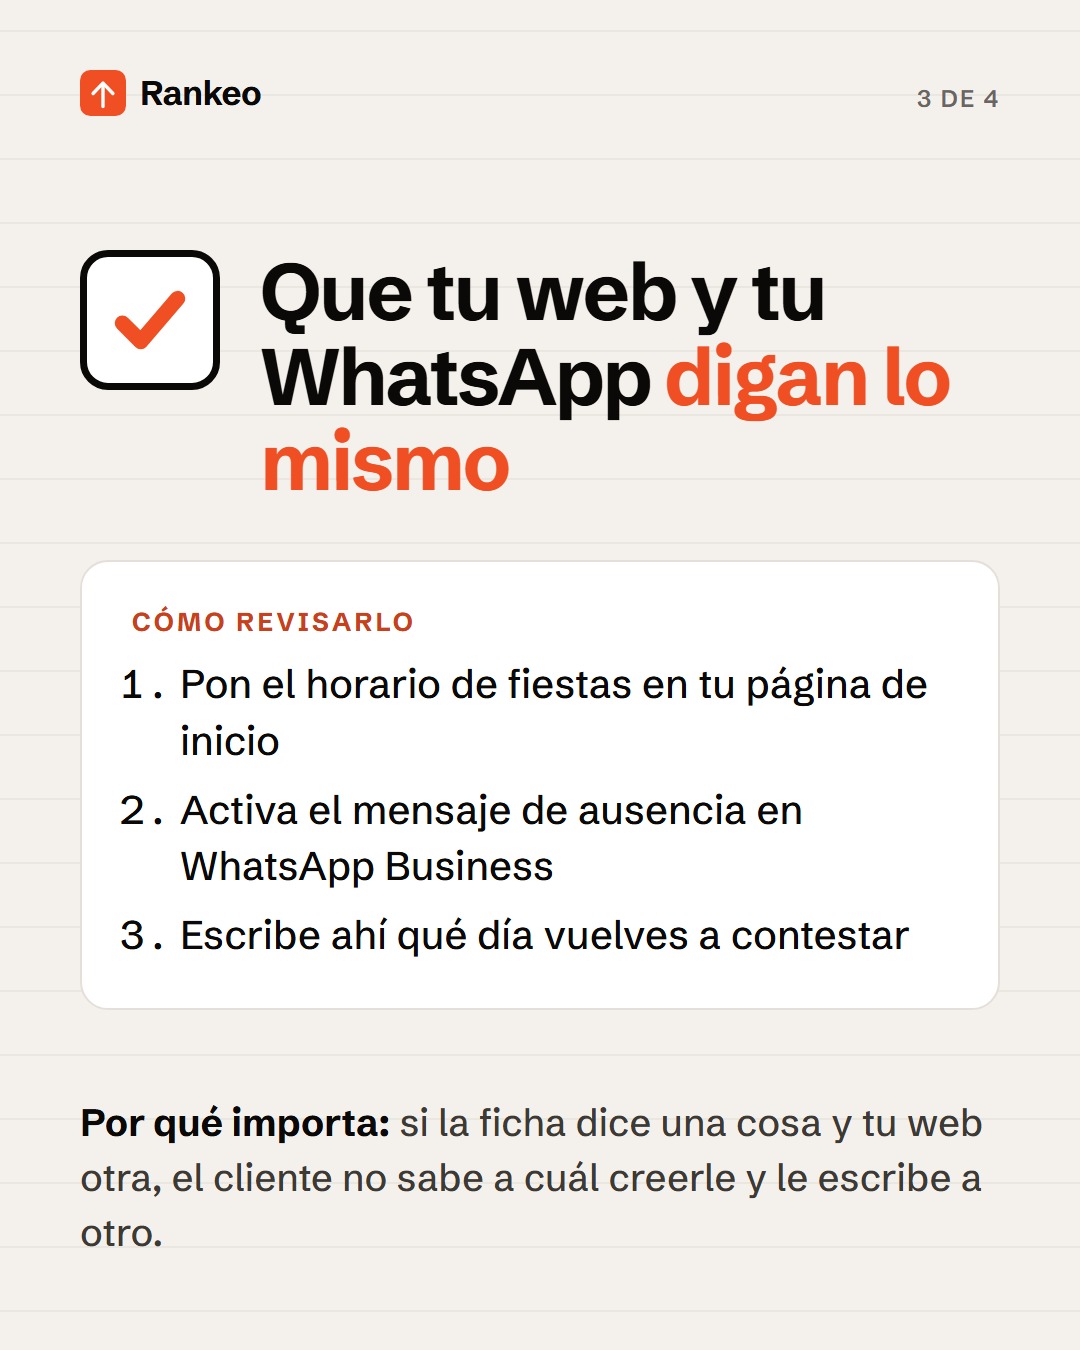 Rankeo
3 DE 4
Que tu web y tu
WhatsApp digan lo
mismo
CÓMO REVISARLO
1. Pon el horario de fiestas en tu página de
inicio
2. Activa el mensaje de ausencia en
WhatsApp Business
3. Escribe ahí qué día vuelves a contestar
Por qué importa: si la ficha dice una cosa y tu web
otra, el cliente no sabe a cuál creerle y le escribe a
otro.